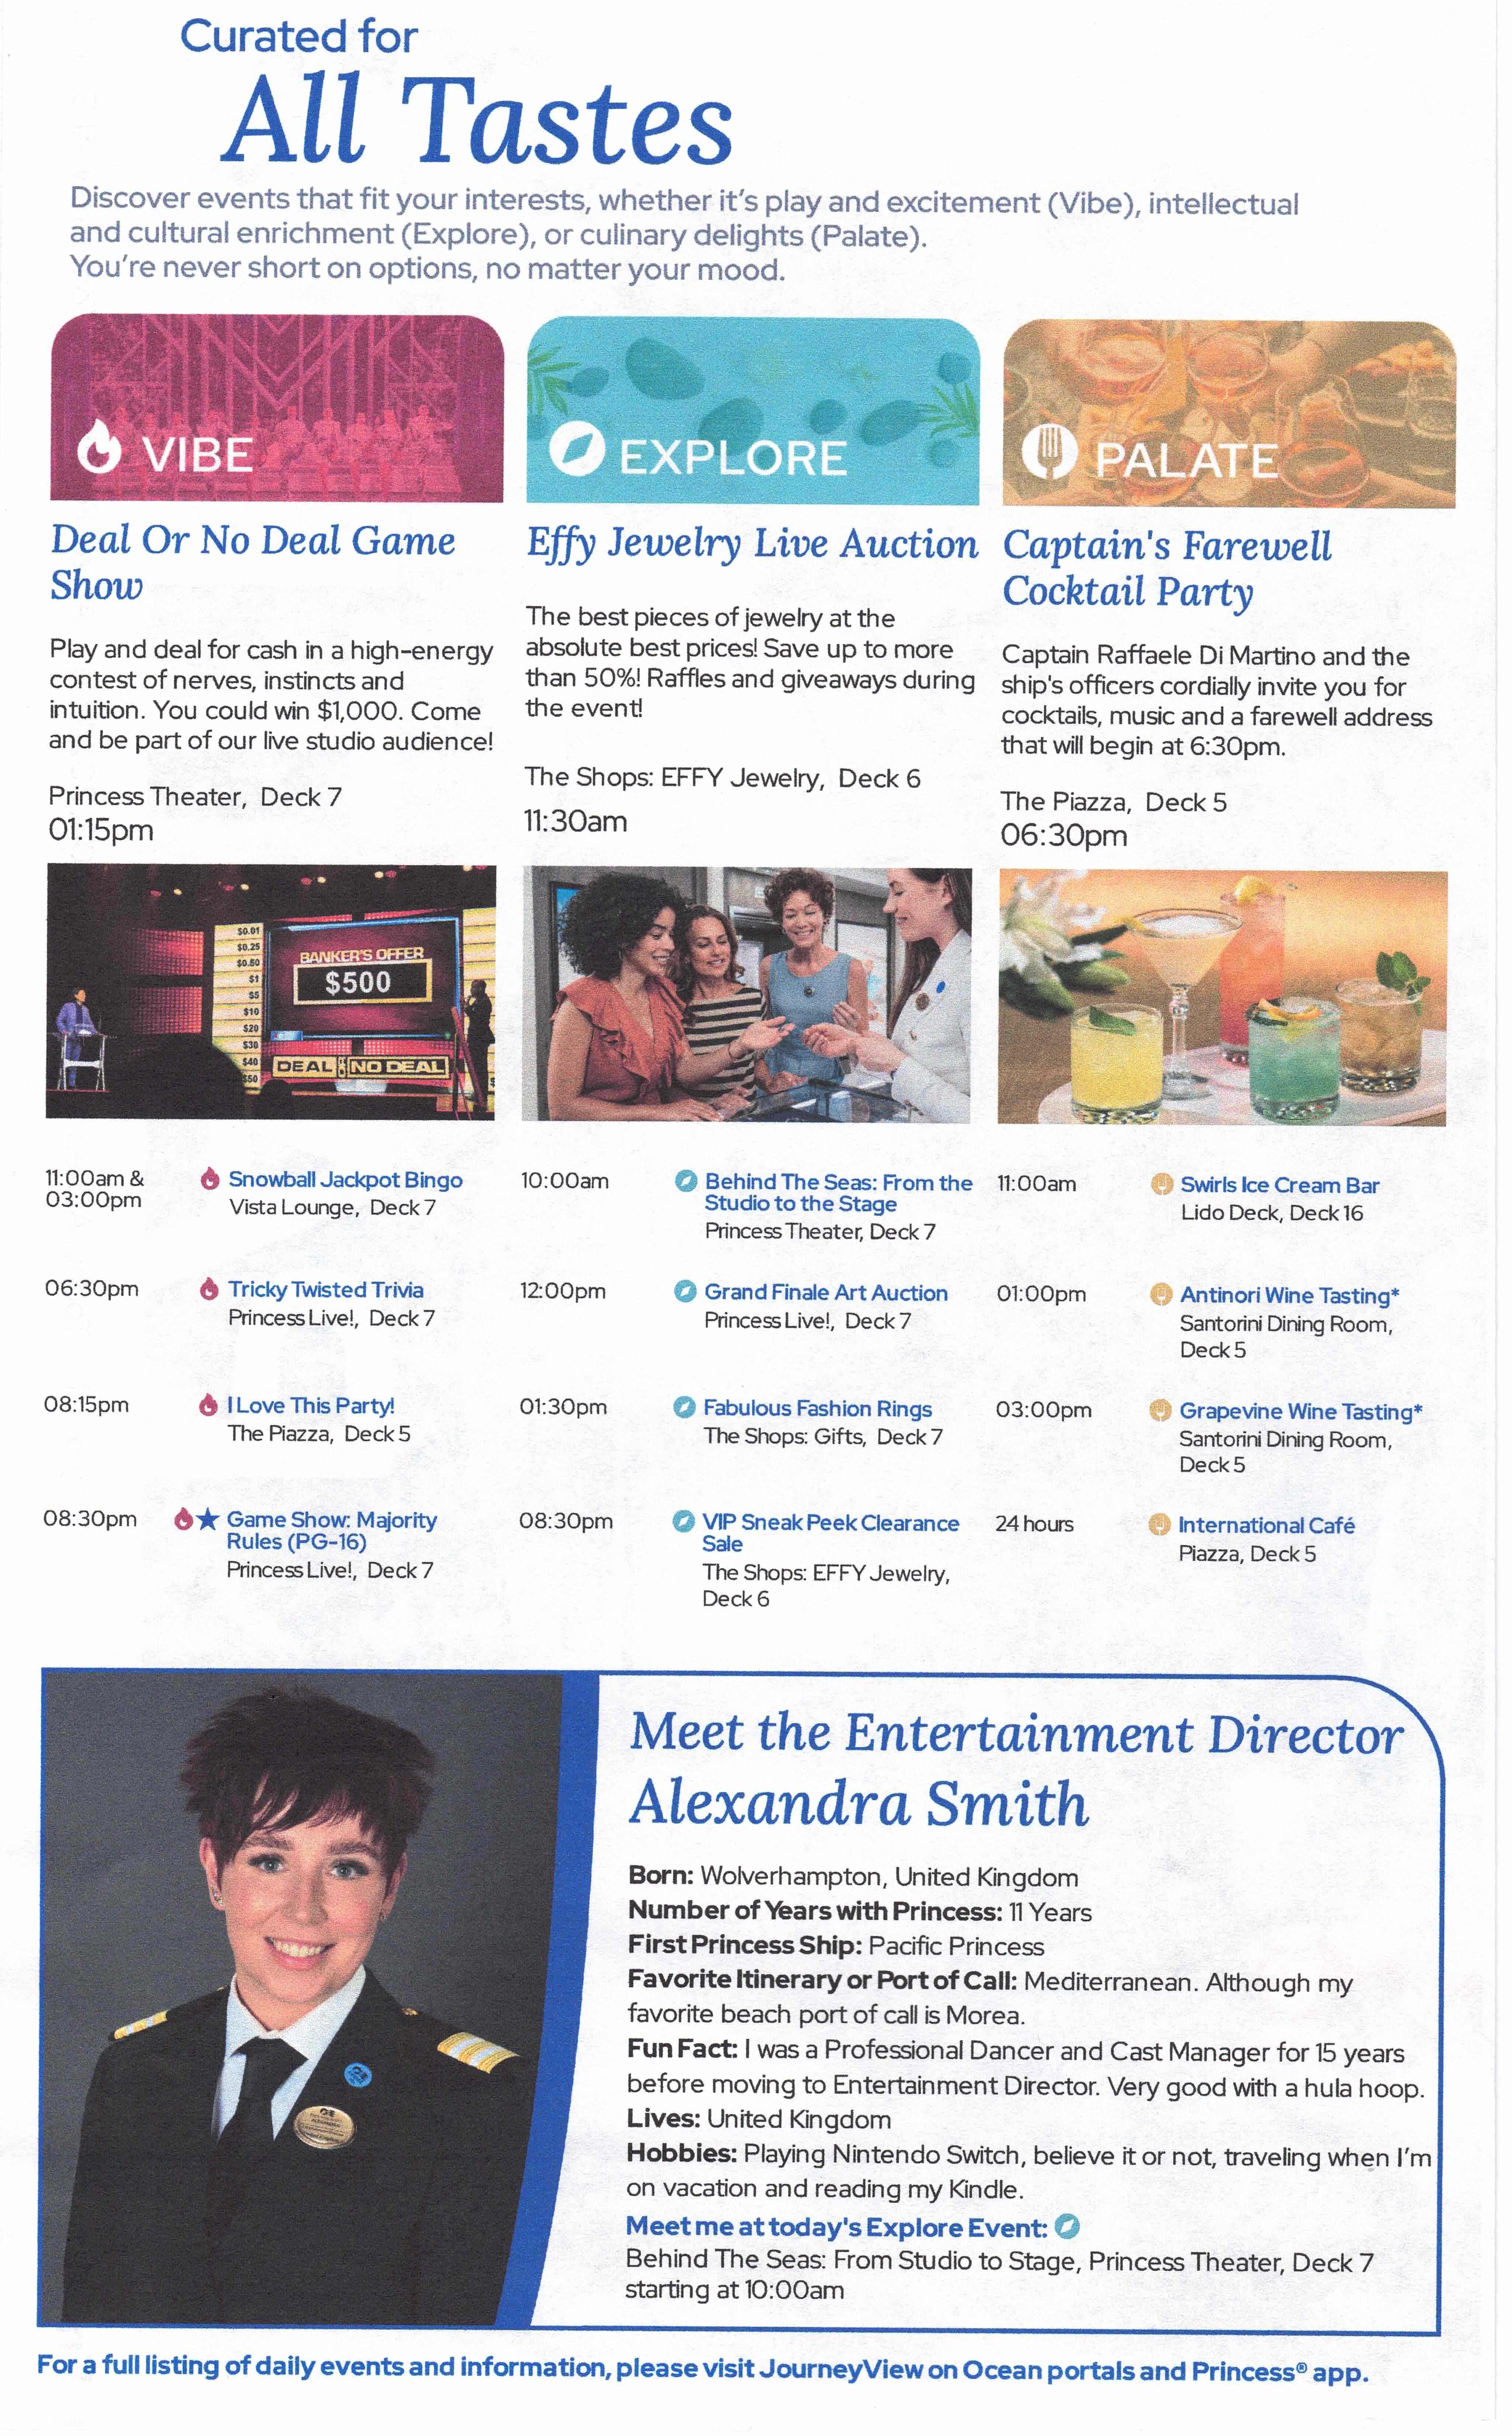 Curated for
All Tastes
Discover events that fit your interests, whether it's play and excitement (Vibe), intellectual
and cultural enrichment (Explore), or culinary delights (Palate).
You're never short on options, no matter your mood.
VIBE
Deal Or No Deal Game
Show
Play and deal for cash in a high-energy
contest of nerves, instincts and
intuition. You could win $1,000. Come
and be part of our live studio audience!
Princess Theater, Deck 7
01:15pm
$0.01
$0.25
$0.50
$1
$5
$10
$20
$30
$40
$50
BANKER'S OFFER
$500
DEAL NO DEAL
11:00am &
03:00pm
Snowball Jackpot Bingo
Vista Lounge, Deck 7
06:30pm
Tricky Twisted Trivia
Princess Live!, Deck 7
08:15pm
I Love This Party!
The Piazza, Deck 5
08:30pm
Game Show: Majority
Rules (PG-16)
Princess Live!, Deck 7
EXPLORE
Effy Jewelry Live Auction
The best pieces of jewelry at the
absolute best prices! Save up to more
than 50%! Raffles and giveaways during
the event!
The Shops: EFFY Jewelry, Deck 6
11:30am
10:00am
Behind The Seas: From the
Studio to the Stage
Princess Theater, Deck 7
12:00pm
Grand Finale Art Auction
Princess Live!, Deck 7
01:30pm
Fabulous Fashion Rings
The Shops: Gifts, Deck 7
08:30pm
VIP Sneak Peek Clearance
Sale
The Shops: EFFY Jewelry,
Deck 6
PALATE
Captain's Farewell
Cocktail Party
Captain Raffaele Di Martino and the
ship's officers cordially invite you for
cocktails, music and a farewell address
that will begin at 6:30pm.
The Piazza, Deck 5
06:30pm
11:00am
Swirls Ice Cream Bar
Lido Deck, Deck 16
01:00pm
Antinori Wine Tasting*
Santorini Dining Room,
Deck 5
03:00pm
Grapevine Wine Tasting*
Santorini Dining Room,
Deck 5
24 hours
International Café
Piazza, Deck 5
Meet the Entertainment Director
Alexandra Smith
Born: Wolverhampton, United Kingdom
Number of Years with Princess: 11 Years
First Princess Ship: Pacific Princess
Favorite Itinerary or Port of Call: Mediterranean. Although my
favorite beach port of call is Morea.
Fun Fact: I was a Professional Dancer and Cast Manager for 15 years
before moving to Entertainment Director. Very good with a hula hoop.
Lives: United Kingdom
Hobbies: Playing Nintendo Switch, believe it or not, traveling when I'm
on vacation and reading my Kindle.
Meet me at today's Explore Event:
Behind The Seas: From Studio to Stage, Princess Theater, Deck 7
starting at 10:00am
For a full listing of daily events and information, please visit JourneyView on Ocean portals and Princess® app.